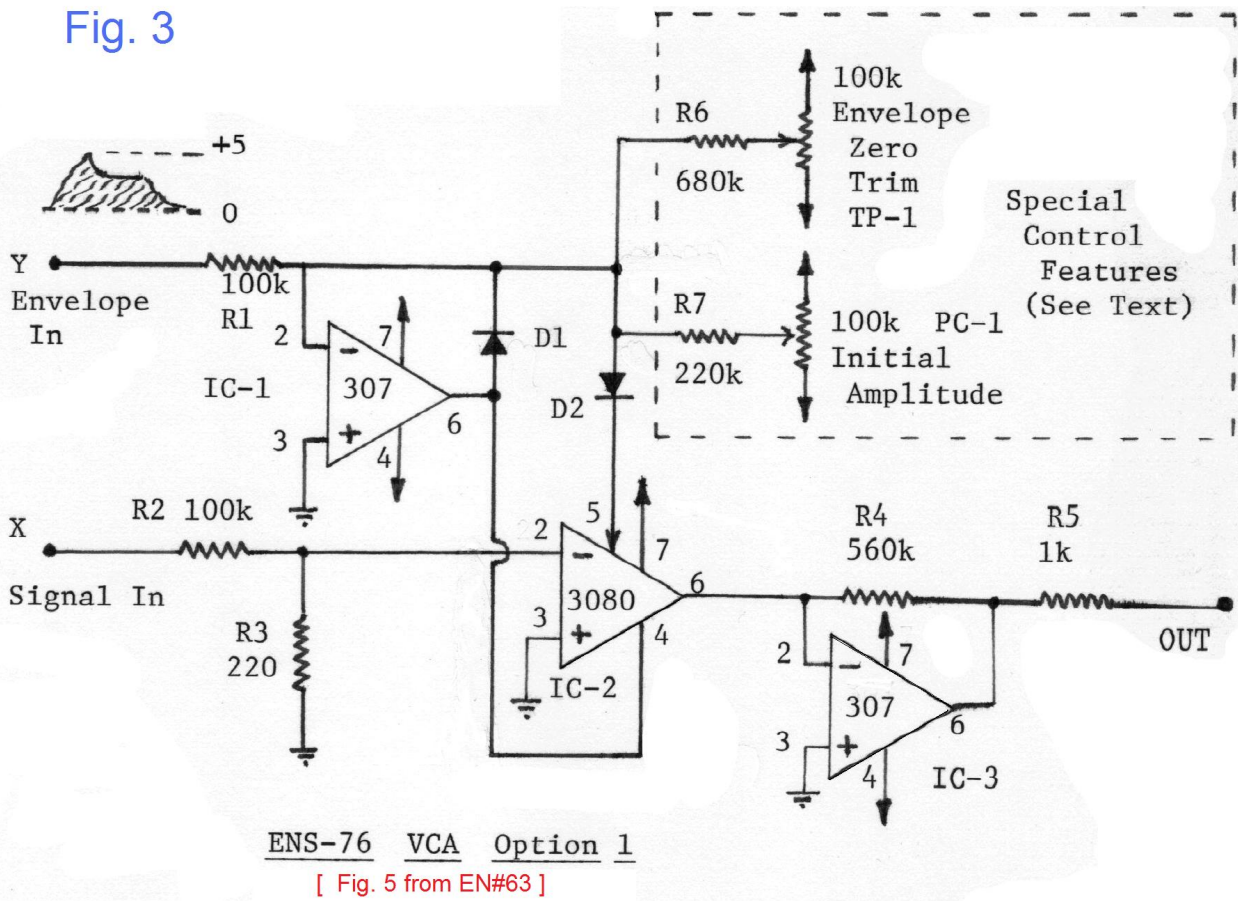 Fig. 3
+5
0
Y
Envelope
In
100k
R1
2
7
IC-1
307
3
4
6
D1
D2
R6
680k
100k
Envelope
Zero
Trim
TP-1
R7
220k
100k PC-1
Initial
Amplitude
Special
Control
Features
(See Text)
X
Signal In
R2 100k
R3
220
2
5
7
3080
3
4
6
IC-2
R4
560k
R5
1k
OUT
2
7
307
3
4
6
IC-3
ENS-76 VCA Option 1
[ Fig. 5 from EN#63 ]